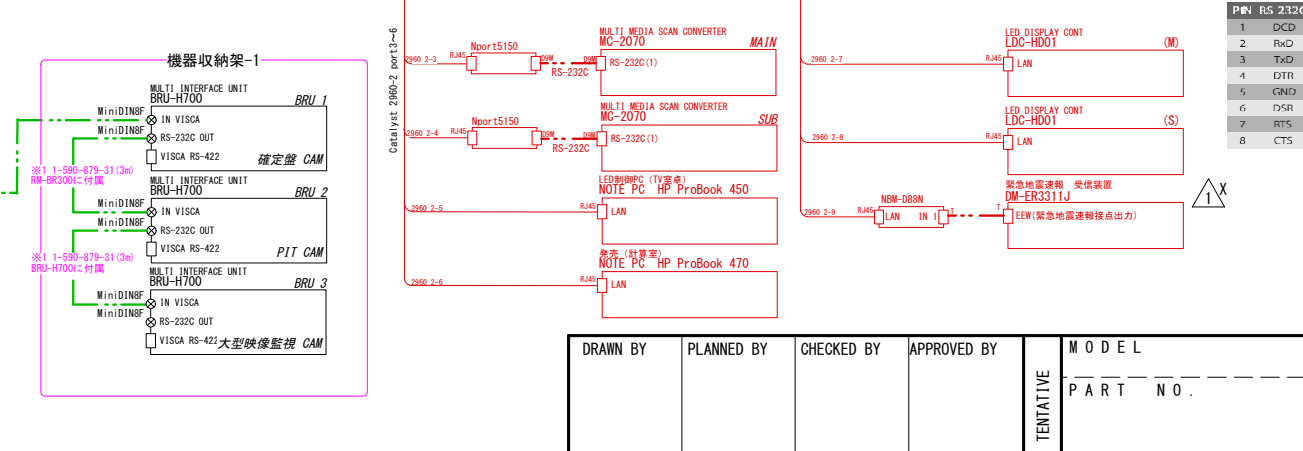 機器収納架-1
MULTI INTERFACE UNIT
BRU-H700
BRU 1
MiniDIN8F
IN VISCA
MiniDIN8F
RS-232C OUT
VISCA RS-422
確定盤 CAM
※1 1-590-879-31(3m)
RM-BR300に付属
MULTI INTERFACE UNIT
BRU-H700
BRU 2
MiniDIN8F
IN VISCA
MiniDIN8F
RS-232C OUT
VISCA RS-422
PIT CAM
※1 1-590-879-31(3m)
BRU-H700に付属
MULTI INTERFACE UNIT
BRU-H700
BRU 3
MiniDIN8F
IN VISCA
MiniDIN8F
RS-232C OUT
VISCA RS-422
大型映像監視 CAM
Catalyst 2960-2 port3~6
2960 2-3
RJ45
Nport5150
D9M
RS-232C
D9M
MULTI MEDIA SCAN CONVERTER
MC-2070
MAIN
RS-232C(1)
2960 2-4
RJ45
Nport5150
D9M
RS-232C
D9M
MULTI MEDIA SCAN CONVERTER
MC-2070
SUB
RS-232C(1)
2960 2-5
RJ45
LED制御PC (TV室卓)
NOTE PC HP ProBook 450
LAN
2960 2-6
RJ45
発売 (計算室)
NOTE PC HP ProBook 470
LAN
2960 2-7
RJ45
LED DISPLAY CONT
LDC-HD01
(M)
LAN
2960 2-8
RJ45
LED DISPLAY CONT
LDC-HD01
(S)
LAN
2960 2-9
RJ45
NBM-D88N
LAN IN 1
T
T
緊急地震速報 受信装置
DM-ER3311J
EEW(緊急地震速報接点出力)
1
X
PIN RS 232C
1 DCD
2 RxD
3 TxD
4 DTR
5 GND
6 DSR
7 RTS
8 CTS
DRAWN BY
PLANNED BY
CHECKED BY
APPROVED BY
TENTATIVE
MODEL
PART NO.